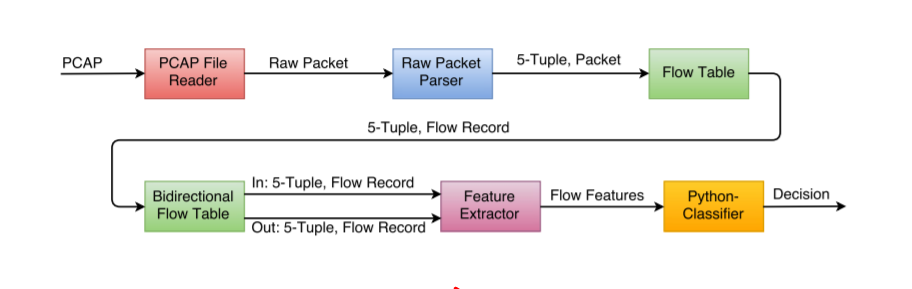 PCAP
PCAP File
Reader
Raw Packet
Raw Packet
Parser
5-Tuple, Packet
Flow Table
5-Tuple, Flow Record
Bidirectional
Flow Table
In: 5-Tuple, Flow Record
Out: 5-Tuple, Flow Record
Feature
Extractor
Flow Features
Python-
Classifier
Decision